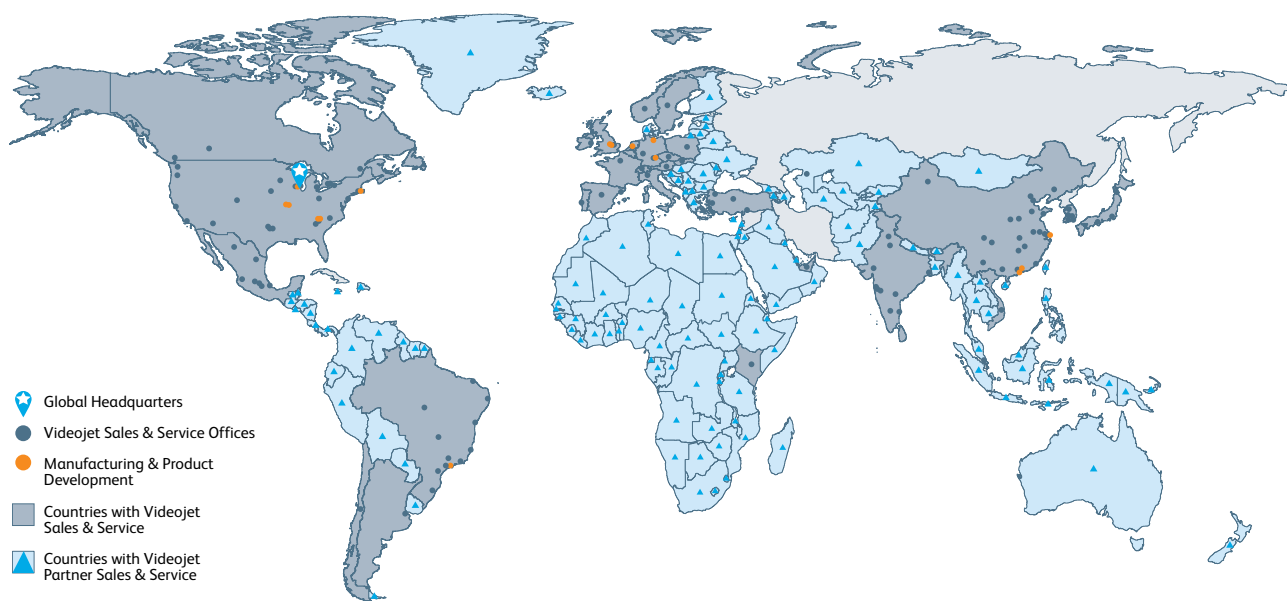 Global Headquarters
Videojet Sales & Service Offices
Manufacturing & Product
Development
Countries with Videojet
Sales & Service
Countries with Videojet
Partner Sales & Service